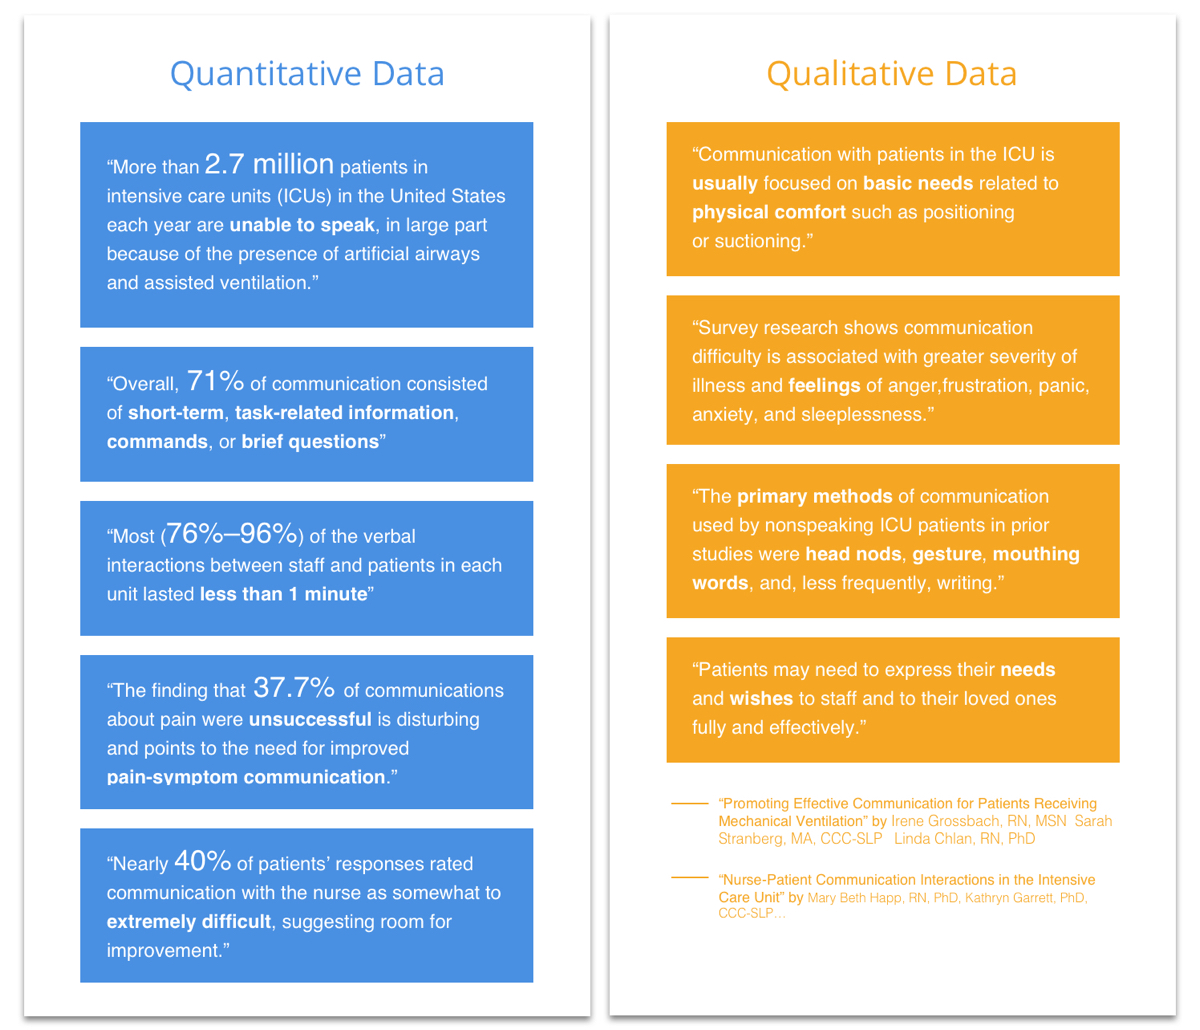 Quantitative Data
“More than 2.7 million patients in
intensive care units (ICUs) in the United States
each year are unable to speak, in large part
because of the presence of artificial airways
and assisted ventilation.”
“Overall, 71% of communication consisted
of short-term, task-related information,
commands, or brief questions”
“Most (76%–96%) of the verbal
interactions between staff and patients in each
unit lasted less than 1 minute”
“The finding that 37.7% of communications
about pain were unsuccessful is disturbing
and points to the need for improved
pain-symptom communication.”
“Nearly 40% of patients’ responses rated
communication with the nurse as somewhat to
extremely difficult, suggesting room for
improvement.”
Qualitative Data
“Communication with patients in the ICU is
usually focused on basic needs related to
physical comfort such as positioning
or suctioning.”
“Survey research shows communication
difficulty is associated with greater severity of
illness and feelings of anger,frustration, panic,
anxiety, and sleeplessness.”
“The primary methods of communication
used by nonspeaking ICU patients in prior
studies were head nods, gesture, mouthing
words, and, less frequently, writing.”
“Patients may need to express their needs
and wishes to staff and to their loved ones
fully and effectively.”
“Promoting Effective Communication for Patients Receiving
Mechanical Ventilation” by Irene Grossbach, RN, MSN  Sarah
Stranberg, MA, CCC-SLP   Linda Chlan, RN, PhD
“Nurse-Patient Communication Interactions in the Intensive
Care Unit” by Mary Beth Happ, RN, PhD, Kathryn Garrett, PhD,
CCC-SLP…